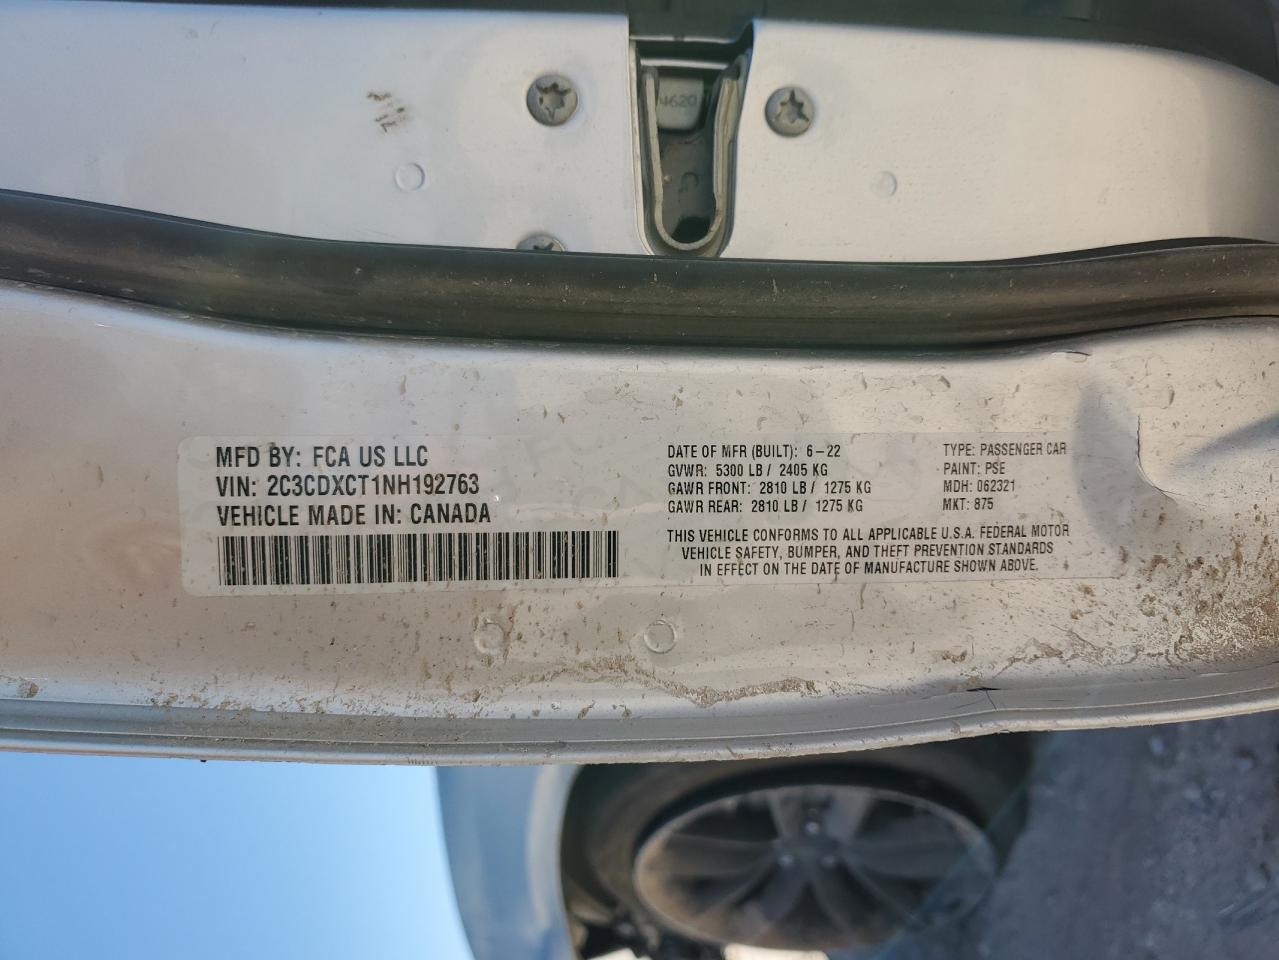 4620
MFD BY: FCA US LLC
VIN: 2C3CDXCT1NH192763
VEHICLE MADE IN: CANADA
DATE OF MFR (BUILT): 6-22
GVWR: 5300 LB / 2405 KG
GAWR FRONT: 2810 LB / 1275 KG
GAWR REAR: 2810 LB / 1275 KG
TYPE: PASSENGER CAR
PAINT: PSE
MDH: 062321
MKT: 875
THIS VEHICLE CONFORMS TO ALL APPLICABLE U.S.A. FEDERAL MOTOR
VEHICLE SAFETY, BUMPER, AND THEFT PREVENTION STANDARDS
IN EFFECT ON THE DATE OF MANUFACTURE SHOWN ABOVE.